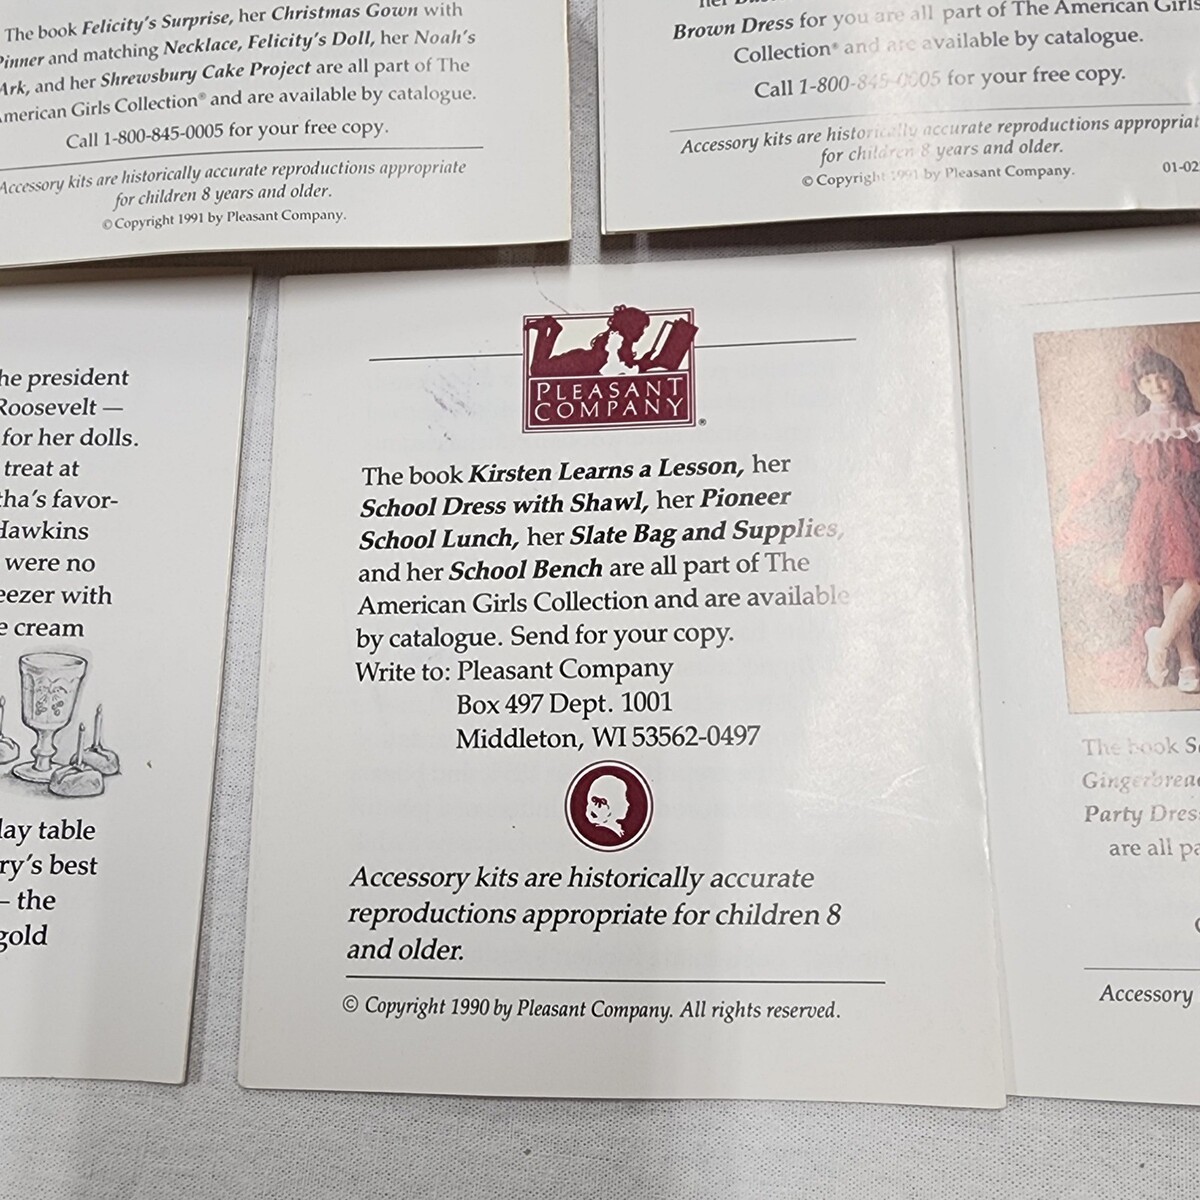 The book Felicity's Surprise, her Christmas Gown with
Pinner and matching Necklace, Felicity's Doll, her Noah's
Ark, and her Shrewsbury Cake Project are all part of The
American Girls Collection® and are available by catalogue.
Call 1-800-845-0005 for your free copy.
Accessory kits are historically accurate reproductions appropriate
for children 8 years and older.
© Copyright 1991 by Pleasant Company.
Brown Dress for you are all part of The American Girls
Collection® and are available by catalogue.
Call 1-800-845-0005 for your free copy.
Accessory kits are historically accurate reproductions appropriat
for children 8 years and older.
© Copyright 1991 by Pleasant Company.
01-02
he president
Roosevelt —
for her dolls.
treat at
tha's favor-
Hawkins
were no
eezer with
e cream
lay table
ry's best
– the
gold
PLEASANT
COMPANY®
The book Kirsten Learns a Lesson, her
School Dress with Shawl, her Pioneer
School Lunch, her Slate Bag and Supplies,
and her School Bench are all part of The
American Girls Collection and are available
by catalogue. Send for your copy.
Write to: Pleasant Company
Box 497 Dept. 1001
Middleton, WI 53562-0497
Accessory kits are historically accurate
reproductions appropriate for children 8
and older.
© Copyright 1990 by Pleasant Company. All rights reserved.
The book S
Gingerbread
Party Dres
are all pa
Accessory